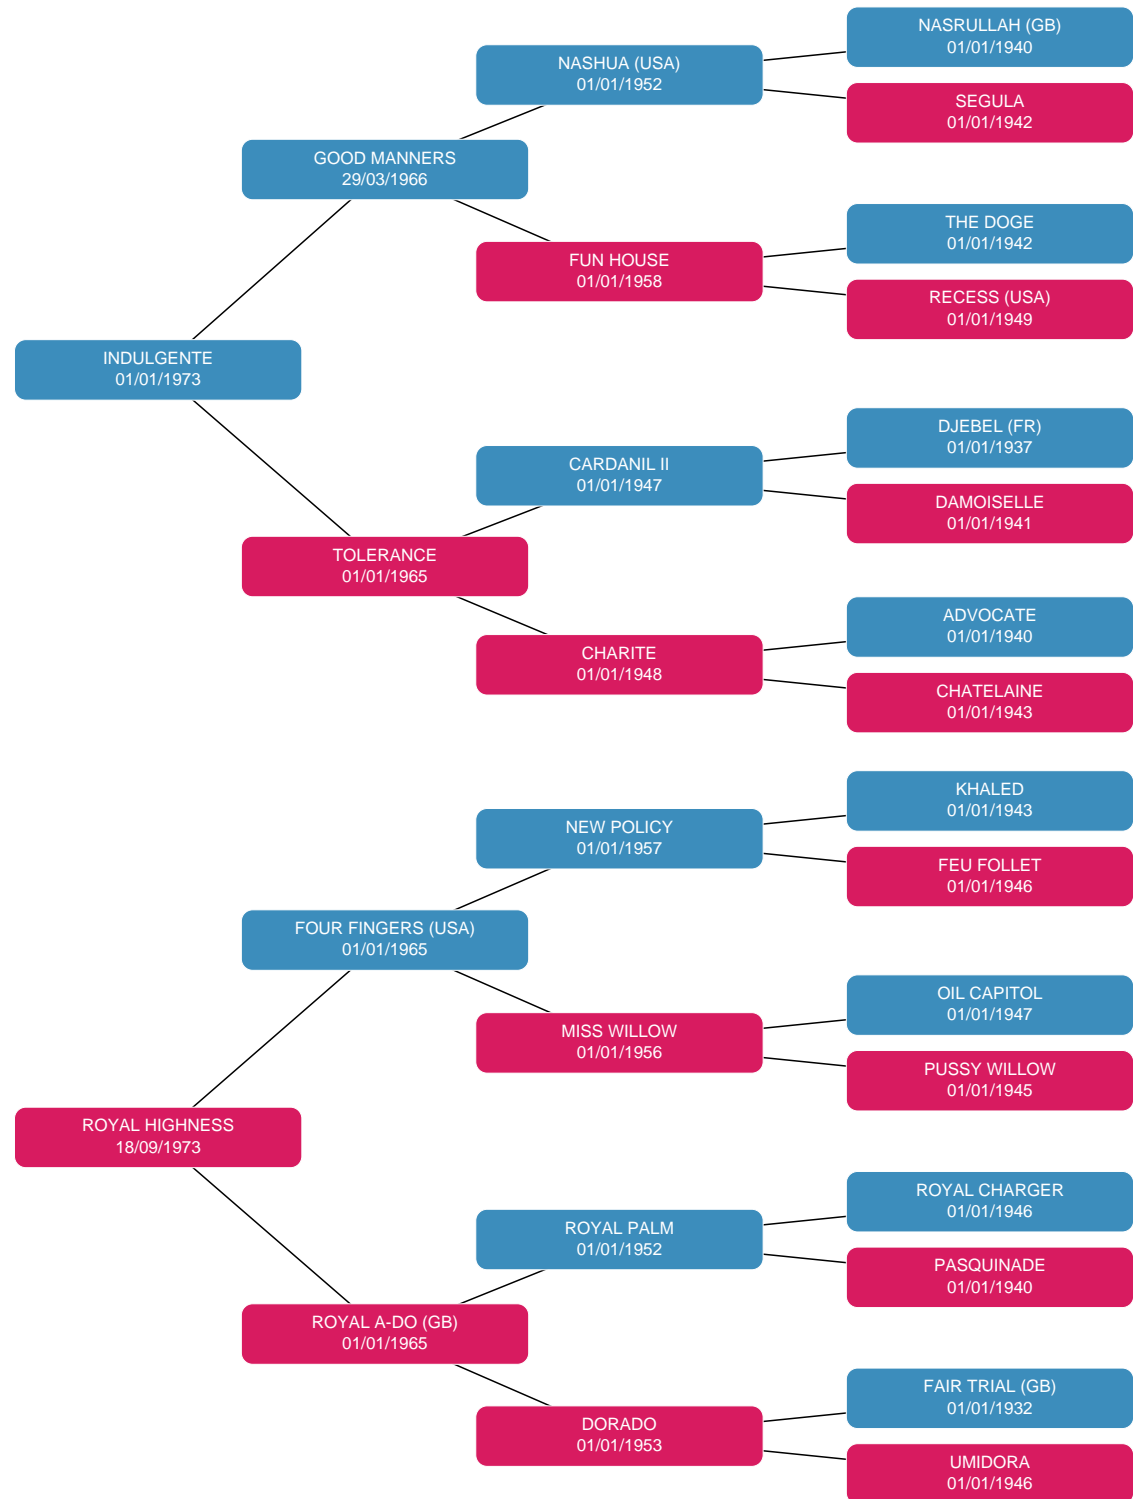 NASRULLAH (GB)
01/01/1940
NASHUA (USA)
01/01/1952
SEGULA
01/01/1942
GOOD MANNERS
29/03/1966
THE DOGE
01/01/1942
FUN HOUSE
01/01/1958
RECESS (USA)
01/01/1949
INDULGENTE
01/01/1973
DJEBEL (FR)
01/01/1937
CARDANIL II
01/01/1947
DAMOISELLE
01/01/1941
TOLERANCE
01/01/1965
ADVOCATE
01/01/1940
CHARITE
01/01/1948
CHATELAINE
01/01/1943
KHALED
01/01/1943
NEW POLICY
01/01/1957
FEU FOLLET
01/01/1946
FOUR FINGERS (USA)
01/01/1965
OIL CAPITOL
01/01/1947
MISS WILLOW
01/01/1956
PUSSY WILLOW
01/01/1945
ROYAL HIGHNESS
18/09/1973
ROYAL CHARGER
01/01/1946
ROYAL PALM
01/01/1952
PASQUINADE
01/01/1940
ROYAL A-DO (GB)
01/01/1965
FAIR TRIAL (GB)
01/01/1932
DORADO
01/01/1953
UMIDORA
01/01/1946